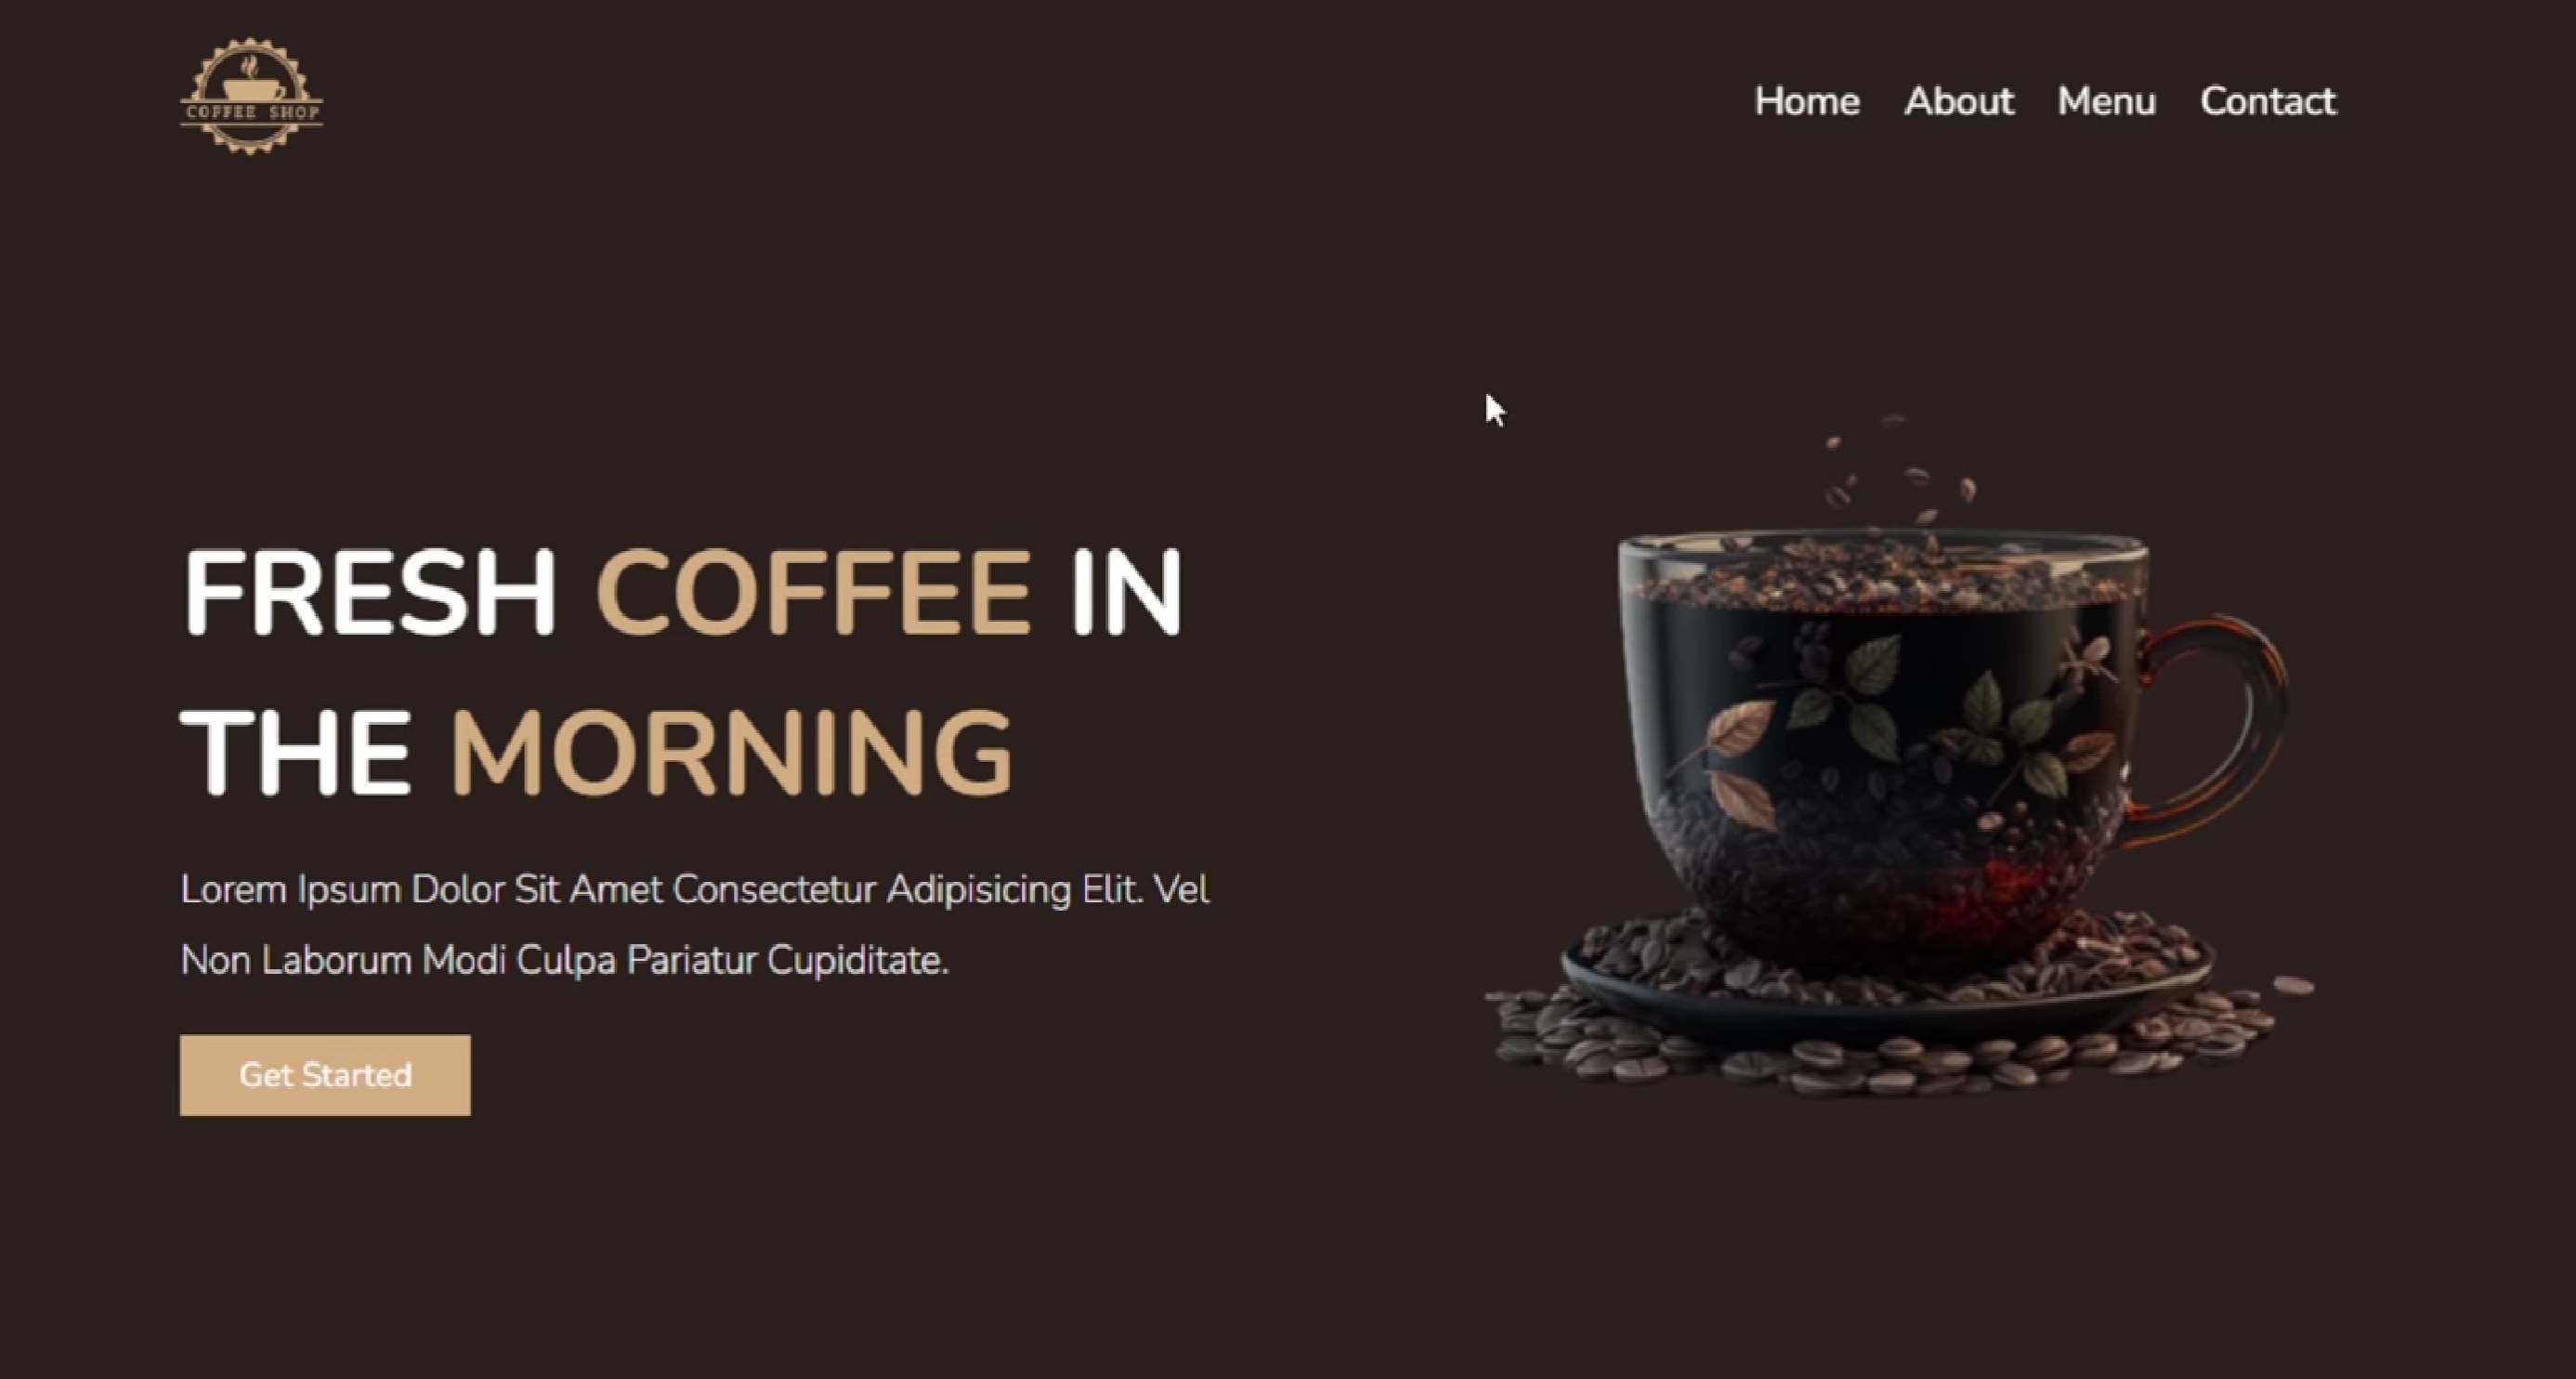 COFFEE SHOP
Home About Menu Contact
FRESH COFFEE IN
THE MORNING
Lorem Ipsum Dolor Sit Amet Consectetur Adipisicing Elit. Vel
Non Laborum Modi Culpa Pariatur Cupiditate.
Get Started